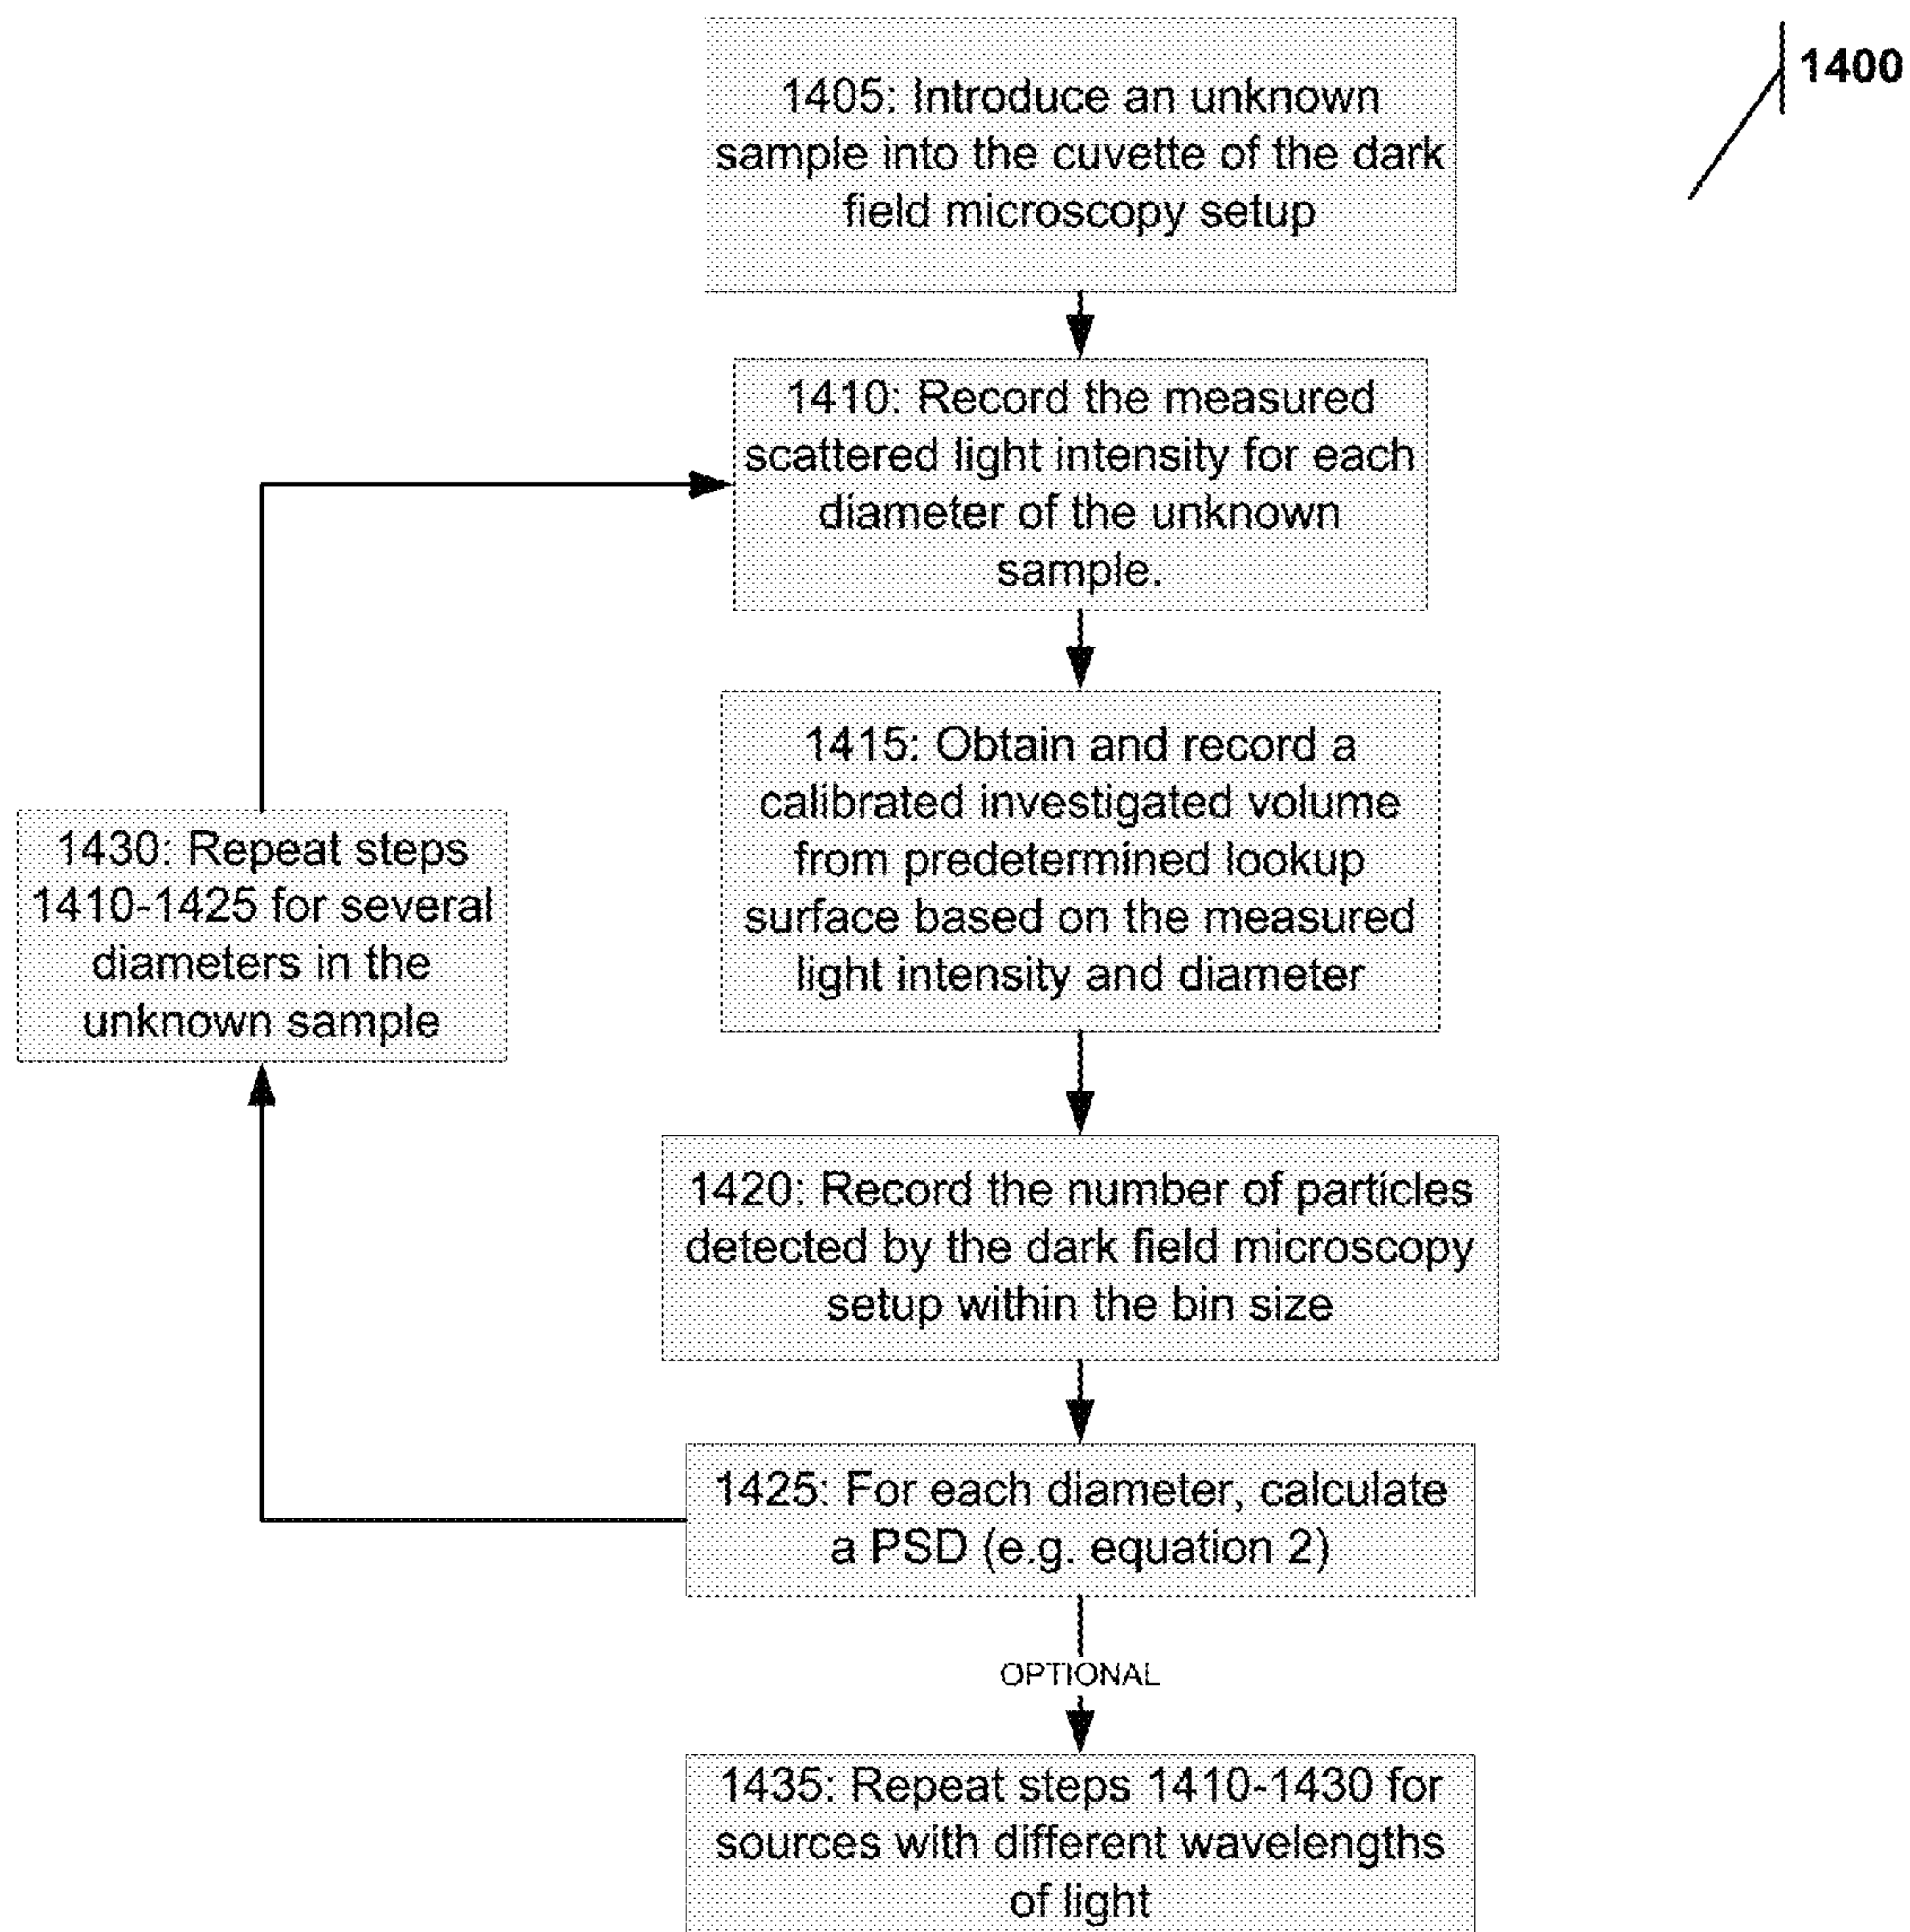 1400
1405: Introduce an unknown
sample into the cuvette of the dark
field microscopy setup
1410: Record the measured
scattered light intensity for each
diameter of the unknown
sample.
1415: Obtain and record a
calibrated investigated volume
from predetermined lookup
surface based on the measured
light intensity and diameter
1430: Repeat steps
1410-1425 for several
diameters in the
unknown sample
1420: Record the number of particles
detected by the dark field microscopy
setup within the bin size
1425: For each diameter, calculate
a PSD (e.g. equation 2)
OPTIONAL
1435: Repeat steps 1410-1430 for
sources with different wavelengths
of light